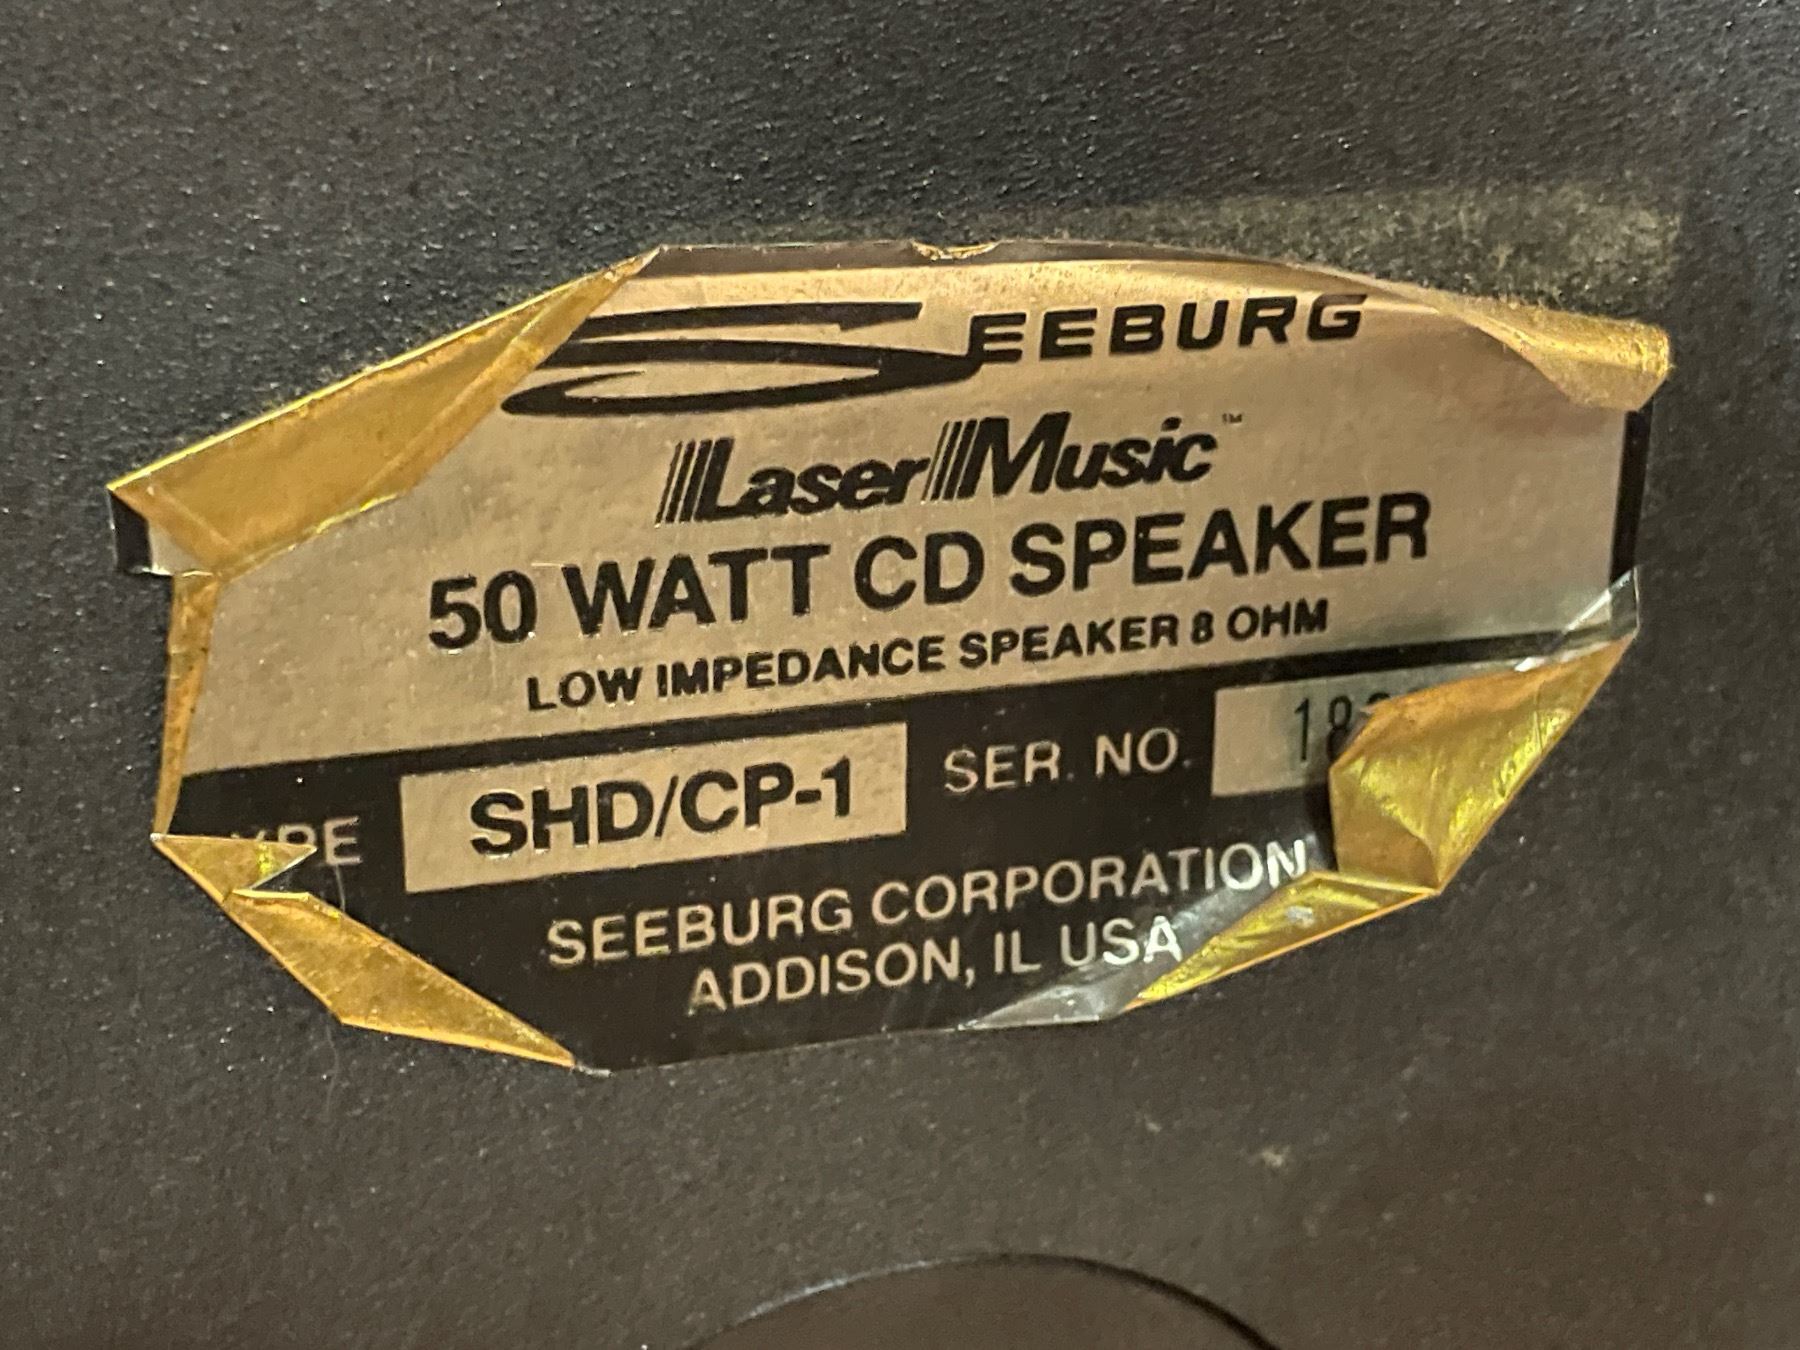 SEEBURG
LaserMusic™
50 WATT CD SPEAKER
LOW IMPEDANCE SPEAKER 8 OHM
SHD/CP-1 SER. NO.
SEEBURG CORPORATION
ADDISON, IL USA